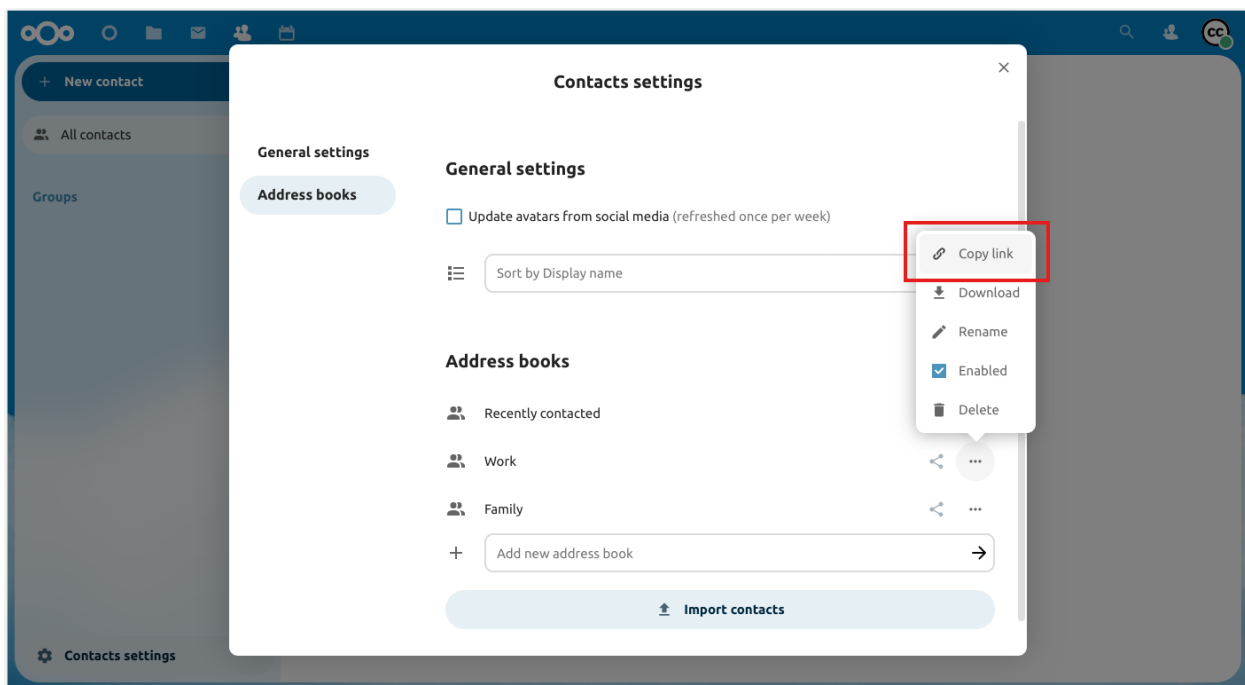 CC
New contact
All contacts
Groups
Contacts settings
Contacts settings
General settings
Address books
General settings
Update avatars from social media (refreshed once per week)
Sort by Display name
Copy link
Download
Rename
Enabled
Delete
Address books
Recently contacted
Work
Family
Add new address book
Import contacts